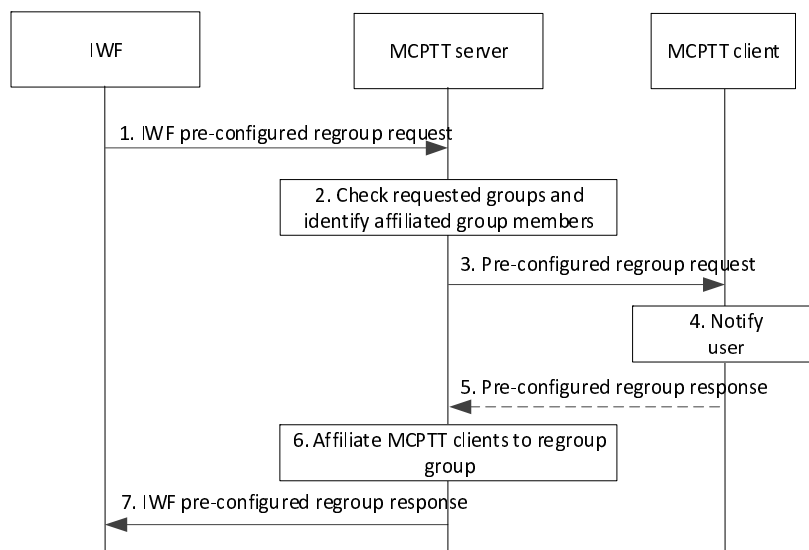 IWF
MCPTT server
MCPTT client
1. IWF pre-configured regroup request
2. Check requested groups and
identify affiliated group members
3. Pre-configured regroup request
4. Notify
user
5. Pre-configured regroup response
6. Affiliate MCPTT clients to regroup
group
7. IWF pre-configured regroup response